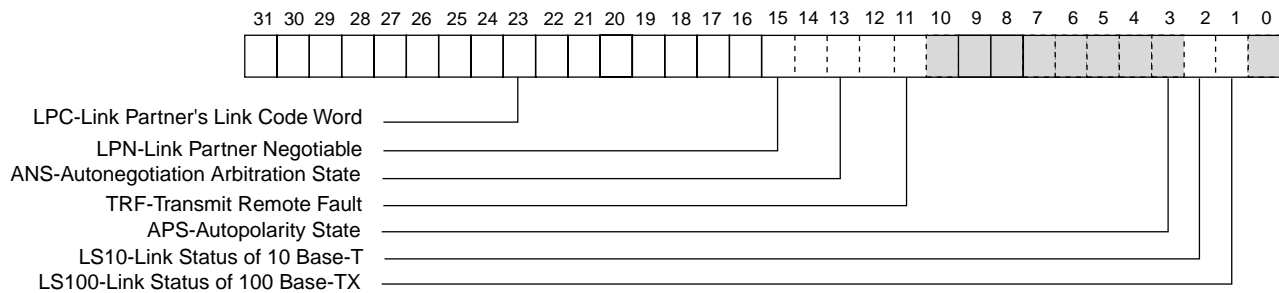 31 30 29 28 27 26 25 24 23 22 21 20 19 18 17 16 15 14 13 12 11 10 9 8 7 6 5 4 3 2 1 0
LPC-Link Partner's Link Code Word
LPN-Link Partner Negotiable
ANS-Autonegotiation Arbitration State
TRF-Transmit Remote Fault
APS-Autopolarity State
LS10-Link Status of 10 Base-T
LS100-Link Status of 100 Base-TX